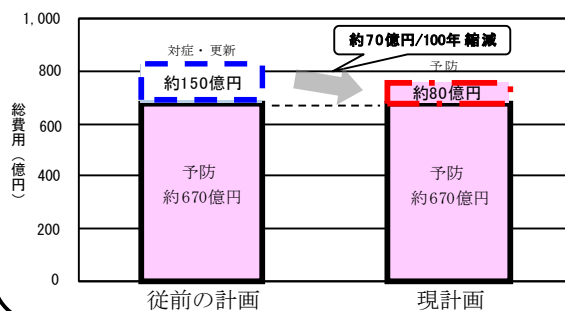 1,000
800
600
400
200
0
総費用（億円）
対症・更新
約150億円
予防
約670億円
従前の計画
約70億円/100年 縮減
予防
約80億円
予防
約670億円
現計画